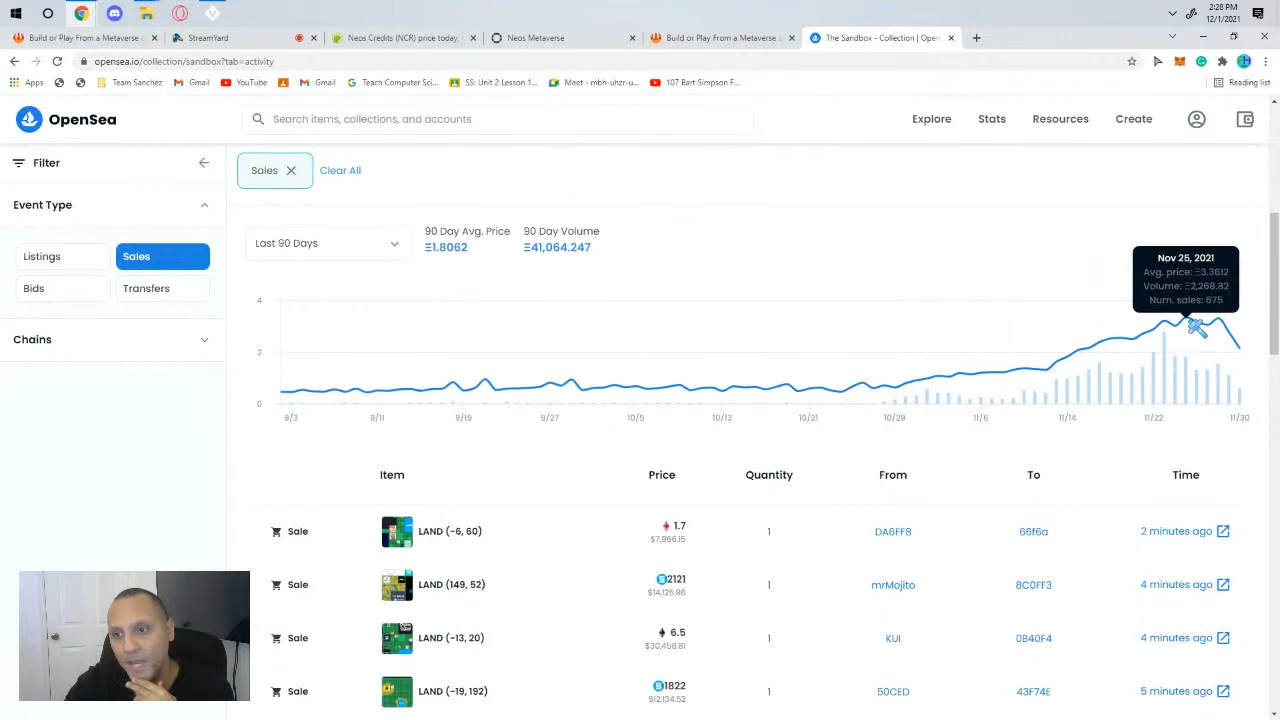 2:28 PM
12/1/2021
Build or Play From a Metaverse of
StreamYard
Neos Credits (NCR) price today:
Neos Metaverse
Build or Play From a Metaverse of
The Sandbox - Collection | Open
opensea.io/collection/sandbox?tab=activity
Apps
Team Sanchez
Gmail
YouTube
Gmail
Teach Computer Sci...
SS: Unit 2 Lesson 1...
Meet - mbh-uhzr-u...
107 Bart Simpson F...
Reading list
OpenSea
Search items, collections, and accounts
Explore
Stats
Resources
Create
Filter
Sales
Clear All
Event Type
Listings
Sales
Bids
Transfers
Chains
Last 90 Days
90 Day Avg. Price
Ξ1.8062
90 Day Volume
Ξ41,064.247
Nov 25, 2021
Avg. price: Ξ3.3612
Volume: Ξ2,268.82
Num. sales: 675
4
2
0
9/3
9/11
9/19
9/27
10/5
10/13
10/21
10/29
11/6
11/14
11/22
11/30
Item
Price
Quantity
From
To
Time
Sale
LAND (-6, 60)
1.7
$7,966.15
1
DA6FF8
66f6a
2 minutes ago
Sale
LAND (149, 52)
2121
$14,125.86
1
mrMojito
8C0FF3
4 minutes ago
Sale
LAND (-13, 20)
6.5
$30,458.81
1
KUI
0B40F4
4 minutes ago
Sale
LAND (-19, 192)
1822
$12,134.52
1
50CED
43F74E
5 minutes ago